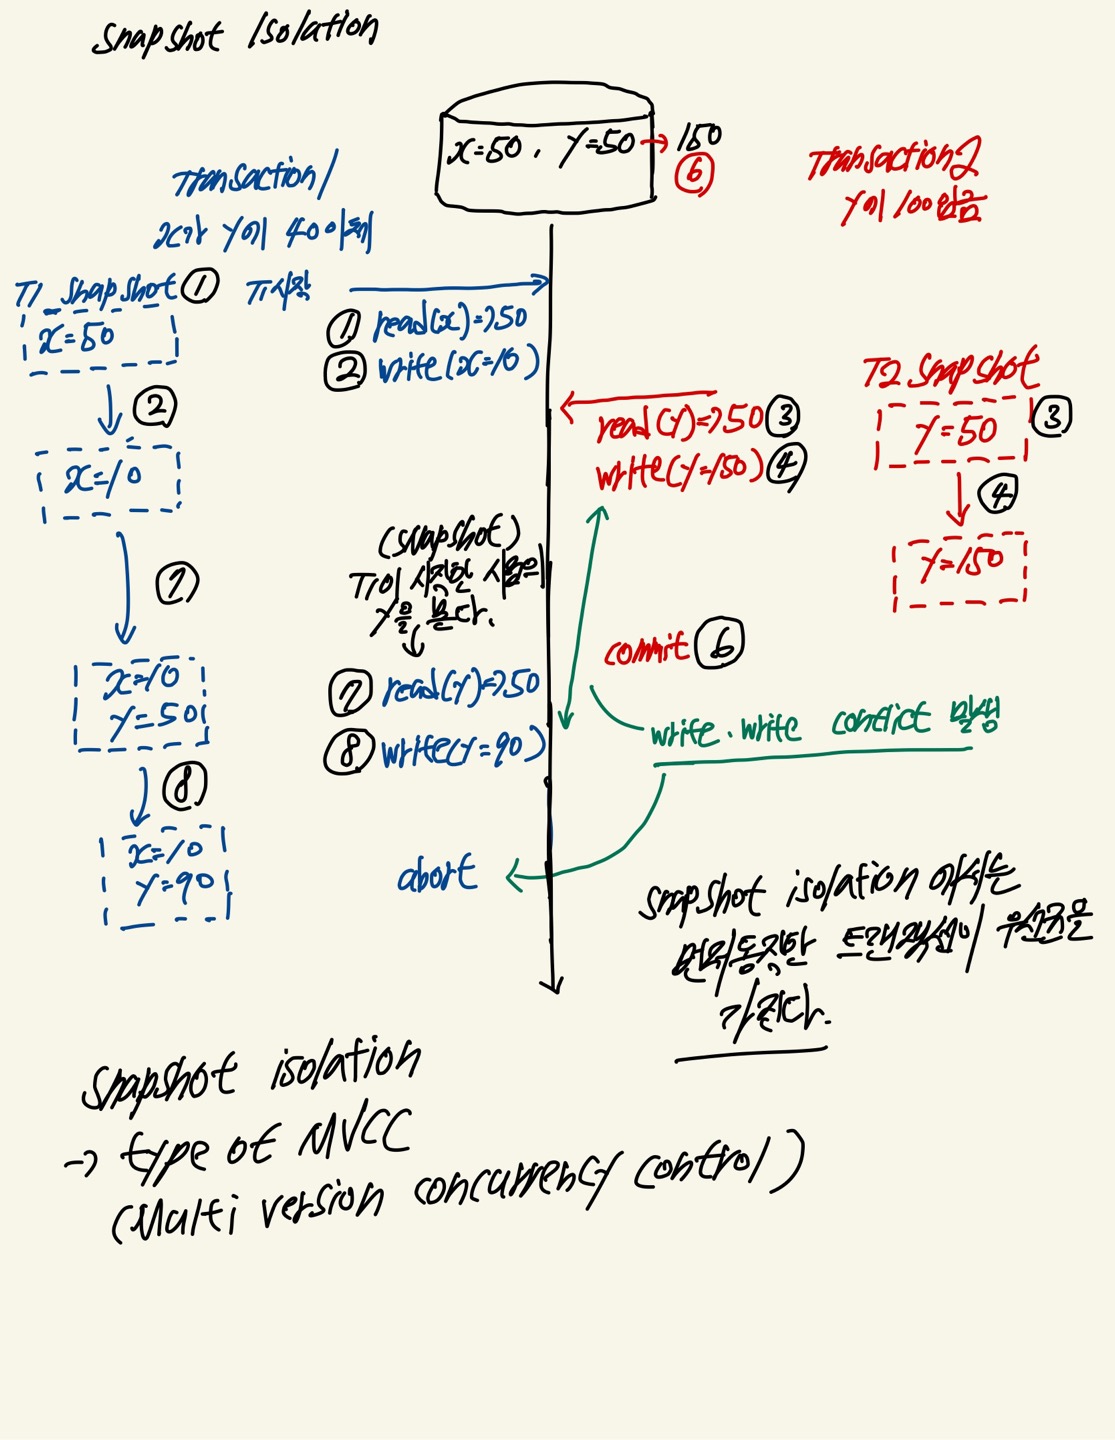 Snapshot Isolation
x=50, y=50 → 150
⑥
Transaction1
x가 y에 40이체
Transaction2
y에 100입금
T1 snapshot ①
x=50
②
x=10
⑦
x=10
y=50
⑧
x=10
y=90
T1시작
① read(x)=>50
② write(x=10)
read(y)=>50 ③
write(y=150) ④
T2 snapshot
y=50 ③
④
y=150
(snapshot)
T1이 시작한 시점은
y을 본다.
commit ⑥
⑦ read(y)=>50
⑧ write(y=90)
write.write conflict 발생
abort
snapshot isolation 에서는
먼저 동작한 트랜잭션이 우선권을
가진다.
snapshot isolation
→ type of MVCC
(Multi version concurrency control)